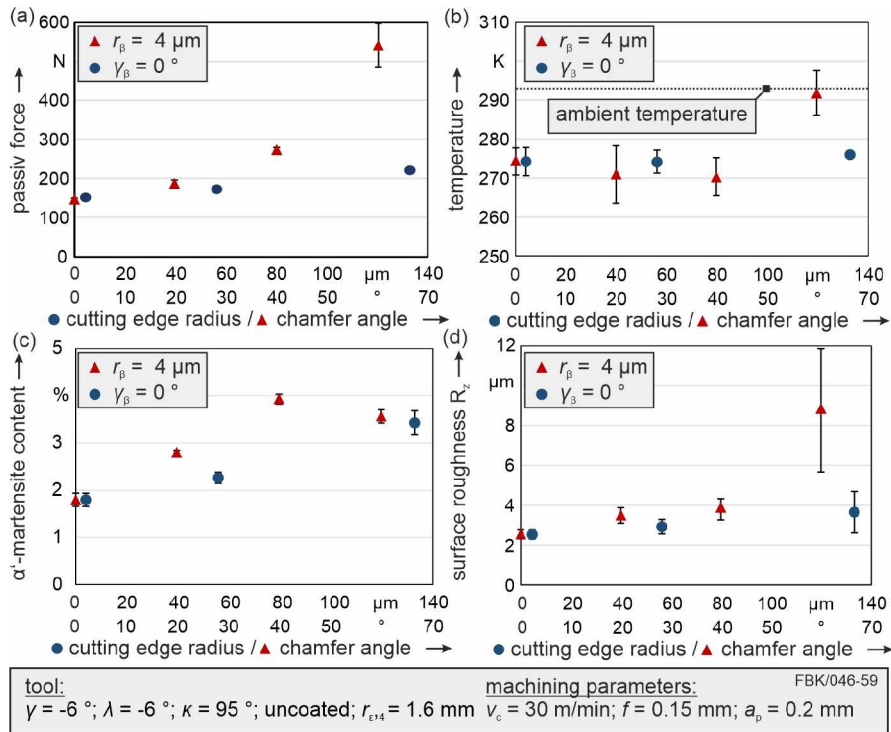 (a)
600
N
400
300
200
100
0
passiv force
r_β = 4 µm
γ_β = 0 °
0 20 40 60 80 100 µm 140
0 10 20 30 40 50 ° 70
cutting edge radius / chamfer angle
(b)
310
K
290
280
270
260
250
temperature
r_β = 4 µm
γ_β = 0 °
ambient temperature
0 20 40 60 80 100 µm 140
0 10 20 30 40 50 ° 70
cutting edge radius / chamfer angle
(c)
5
%
3
2
1
0
α'-martensite content
r_β = 4 µm
γ_β = 0 °
0 20 40 60 80 100 µm 140
0 10 20 30 40 50 ° 70
cutting edge radius / chamfer angle
(d)
12
µm
8
6
4
2
0
surface roughness R_z
r_β = 4 µm
γ_β = 0 °
0 20 40 60 80 100 µm 140
0 10 20 30 40 50 ° 70
cutting edge radius / chamfer angle
tool:
γ = -6 °; λ = -6 °; κ = 95 °; uncoated; r_ε,4 = 1.6 mm
machining parameters:
FBK/046-59
v_c = 30 m/min; f = 0.15 mm; a_p = 0.2 mm